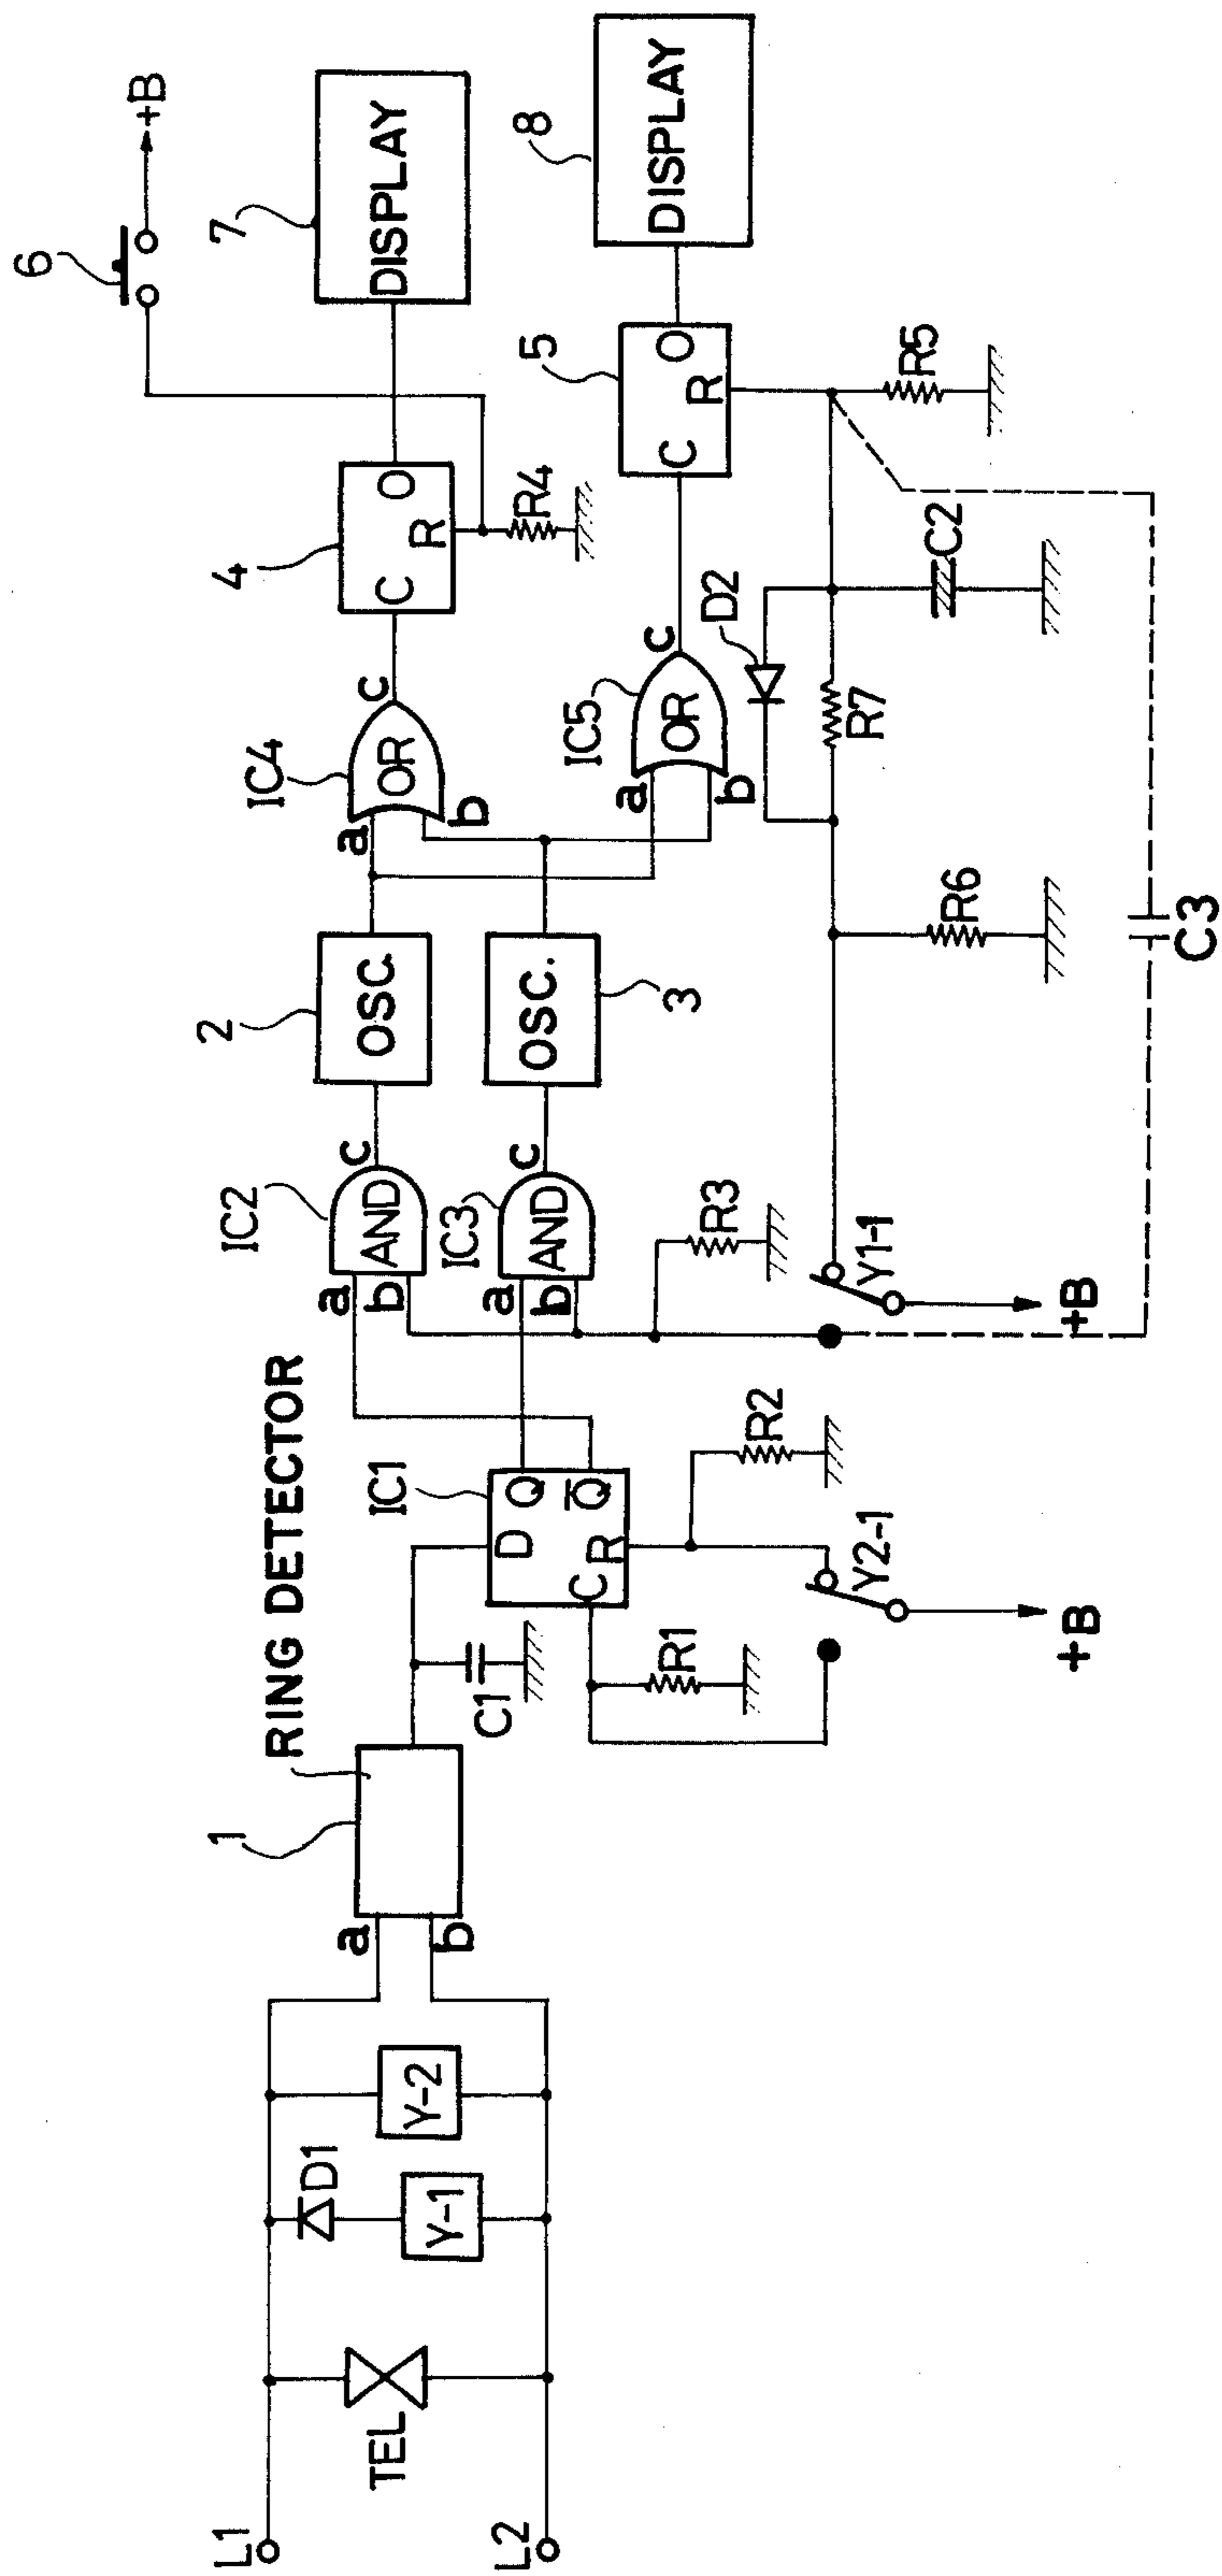 L1
L2
TEL
D1
Y-1
Y-2
a
b
1
RING DETECTOR
C1
R1
IC1
D
Q
C
R
Q̅
R2
Y2-1
+B
IC2
a
b
AND
c
IC3
a
b
AND
c
R3
Y1-1
+B
2
OSC.
3
OSC.
R6
C3
IC4
a
b
OR
c
IC5
a
b
OR
c
D2
R7
C2
4
C
R
O
R4
5
C
R
O
R5
6
+B
7
DISPLAY
8
DISPLAY